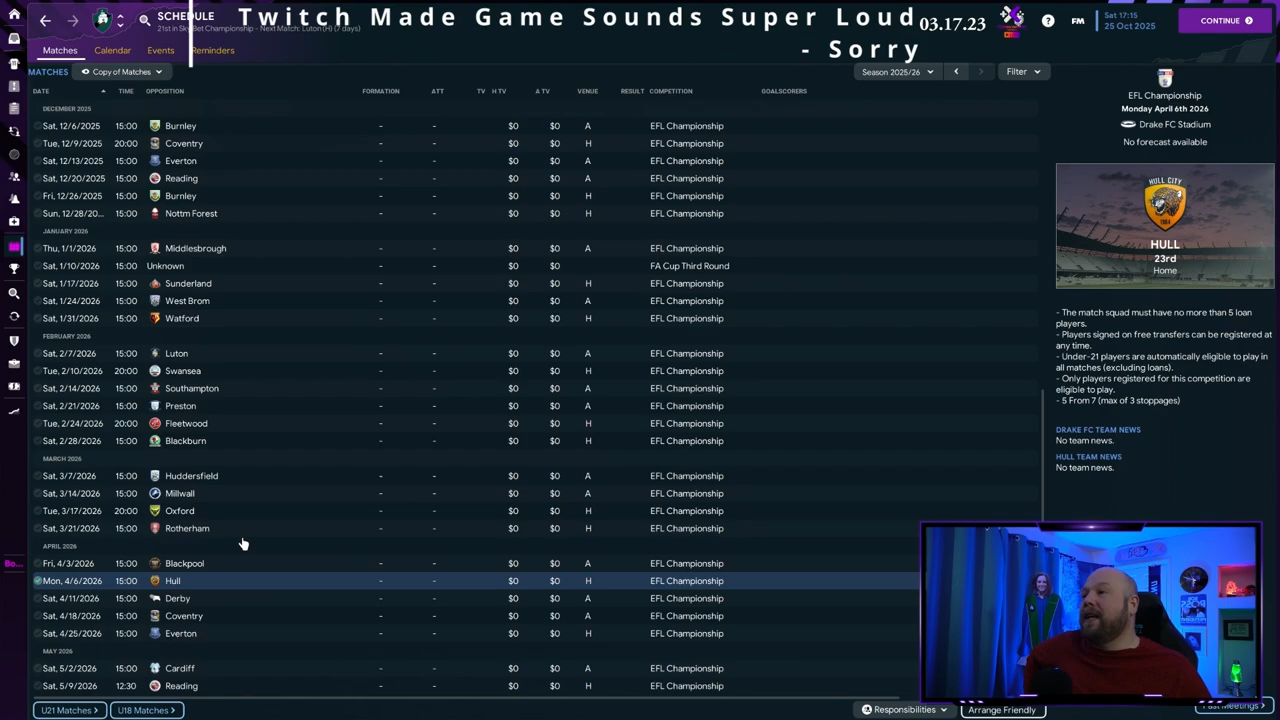 SCHEDULE
21st in Sky Bet Championship - Next Match: Luton (H) (7 days)
Twitch Made Game Sounds Super Loud
- Sorry
03.17.23
FM
Sat 17:15
25 Oct 2025
CONTINUE
Matches
Calendar
Events
Reminders
MATCHES
Copy of Matches
Season 2025/26
Filter
DATE TIME OPPOSITION FORMATION ATT TV H TV A TV VENUE RESULT COMPETITION GOALSCORERS
DECEMBER 2025
Sat, 12/6/2025 15:00 Burnley - - $0 $0 A EFL Championship
Tue, 12/9/2025 20:00 Coventry - - $0 $0 H EFL Championship
Sat, 12/13/2025 15:00 Everton - - $0 $0 A EFL Championship
Sat, 12/20/2025 15:00 Reading - - $0 $0 A EFL Championship
Fri, 12/26/2025 15:00 Burnley - - $0 $0 H EFL Championship
Sun, 12/28/20... 15:00 Nottm Forest - - $0 $0 H EFL Championship
JANUARY 2026
Thu, 1/1/2026 15:00 Middlesbrough - - $0 $0 A EFL Championship
Sat, 1/10/2026 15:00 Unknown - - $0 $0 FA Cup Third Round
Sat, 1/17/2026 15:00 Sunderland - - $0 $0 H EFL Championship
Sat, 1/24/2026 15:00 West Brom - - $0 $0 A EFL Championship
Sat, 1/31/2026 15:00 Watford - - $0 $0 H EFL Championship
FEBRUARY 2026
Sat, 2/7/2026 15:00 Luton - - $0 $0 A EFL Championship
Tue, 2/10/2026 20:00 Swansea - - $0 $0 H EFL Championship
Sat, 2/14/2026 15:00 Southampton - - $0 $0 A EFL Championship
Sat, 2/21/2026 15:00 Preston - - $0 $0 A EFL Championship
Tue, 2/24/2026 20:00 Fleetwood - - $0 $0 H EFL Championship
Sat, 2/28/2026 15:00 Blackburn - - $0 $0 H EFL Championship
MARCH 2026
Sat, 3/7/2026 15:00 Huddersfield - - $0 $0 A EFL Championship
Sat, 3/14/2026 15:00 Millwall - - $0 $0 A EFL Championship
Tue, 3/17/2026 20:00 Oxford - - $0 $0 H EFL Championship
Sat, 3/21/2026 15:00 Rotherham - - $0 $0 H EFL Championship
APRIL 2026
Fri, 4/3/2026 15:00 Blackpool - - $0 $0 A EFL Championship
Mon, 4/6/2026 15:00 Hull - - $0 $0 H EFL Championship
Sat, 4/11/2026 15:00 Derby - - $0 $0 A EFL Championship
Sat, 4/18/2026 15:00 Coventry - - $0 $0 A EFL Championship
Sat, 4/25/2026 15:00 Everton - - $0 $0 H EFL Championship
MAY 2026
Sat, 5/2/2026 15:00 Cardiff - - $0 $0 A EFL Championship
Sat, 5/9/2026 12:30 Reading - - $0 $0 H EFL Championship
U21 Matches >
U18 Matches >
Responsibilities
Arrange Friendly
Past Meetings >
EFL Championship
Monday April 6th 2026
Drake FC Stadium
No forecast available
HULL CITY
1904
HULL
23rd
Home
- The match squad must have no more than 5 loan
players.
- Players signed on free transfers can be registered at
any time.
- Under-21 players are automatically eligible to play in
all matches (excluding loans).
- Only players registered for this competition are
eligible to play.
- 5 From 7 (max of 3 stoppages)
DRAKE FC TEAM NEWS
No team news.
HULL TEAM NEWS
No team news.
Bo...